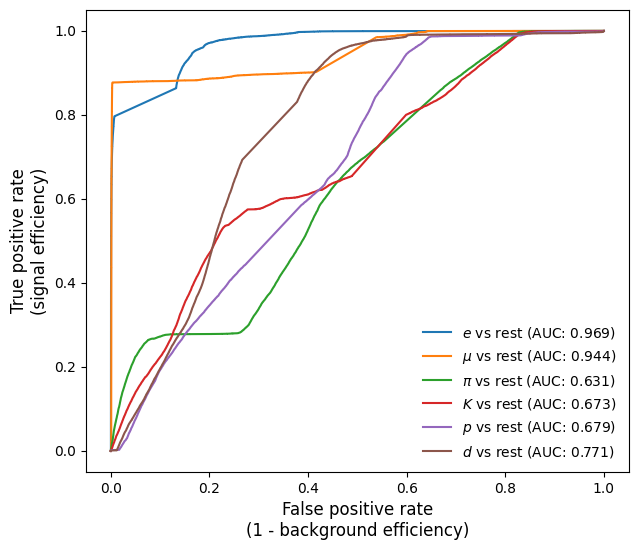 True positive rate
(signal efficiency)
1.0
0.8
0.6
0.4
0.2
0.0
e vs rest (AUC: 0.969)
μ vs rest (AUC: 0.944)
π vs rest (AUC: 0.631)
K vs rest (AUC: 0.673)
p vs rest (AUC: 0.679)
d vs rest (AUC: 0.771)
0.0 0.2 0.4 0.6 0.8 1.0
False positive rate
(1 - background efficiency)